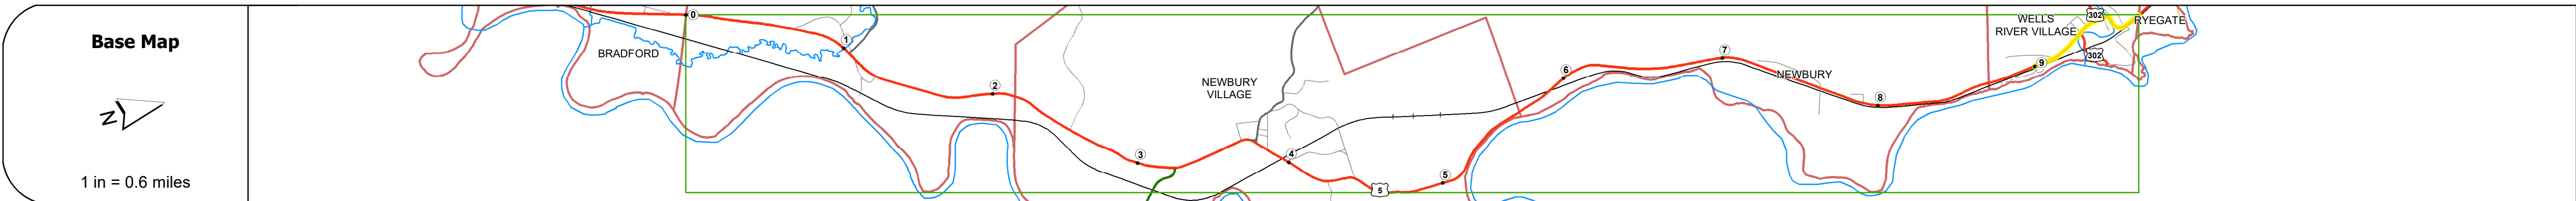 Base Map
N
1 in = 0.6 miles
BRADFORD
0
1
2
3
NEWBURY
VILLAGE
4
5
5
6
7
NEWBURY
8
9
WELLS
RIVER VILLAGE
302
302
RYEGATE